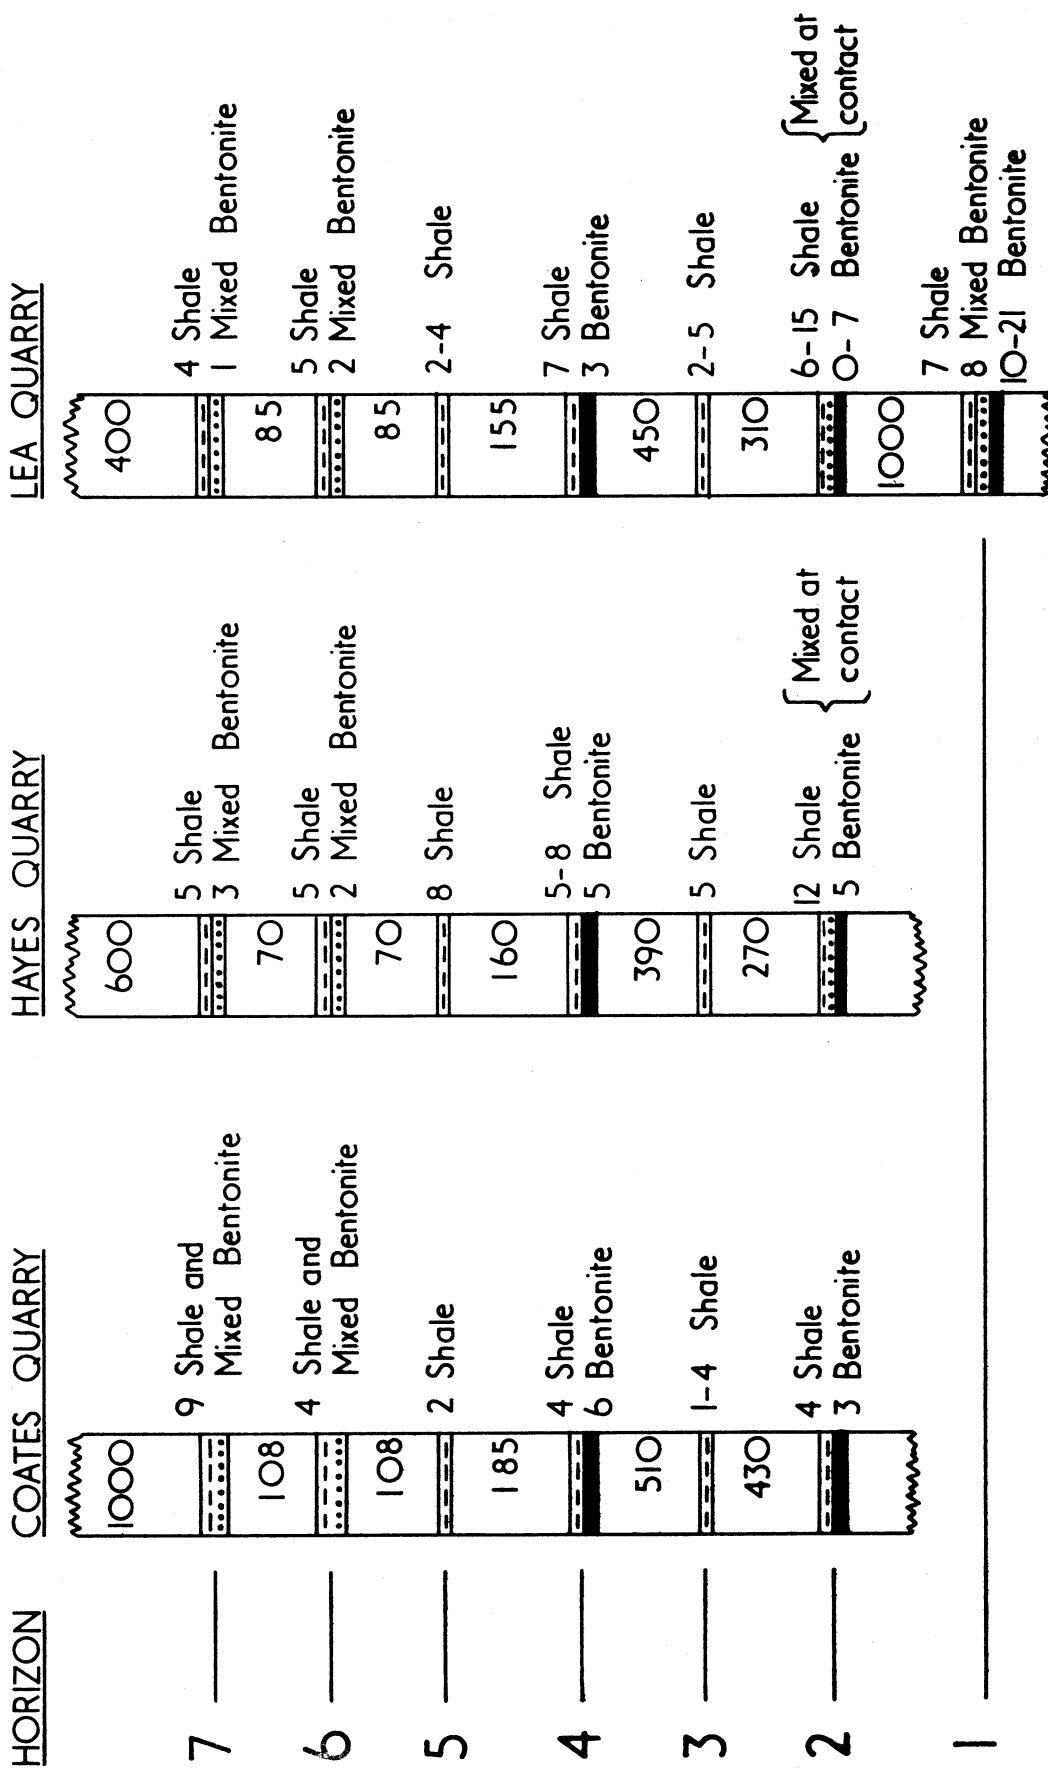 HORIZON
7
6
5
4
3
2
1
COATES QUARRY
1000
9 Shale and
Mixed Bentonite
108
4 Shale and
Mixed Bentonite
108
2 Shale
185
4 Shale
6 Bentonite
510
1-4 Shale
430
4 Shale
3 Bentonite
HAYES QUARRY
600
5 Shale
3 Mixed Bentonite
70
5 Shale
2 Mixed Bentonite
70
8 Shale
160
5-8 Shale
5 Bentonite
390
5 Shale
270
12 Shale
5 Bentonite
Mixed at
contact
LEA QUARRY
400
4 Shale
1 Mixed Bentonite
85
5 Shale
2 Mixed Bentonite
85
2-4 Shale
155
7 Shale
3 Bentonite
450
2-5 Shale
310
6-15 Shale
0-7 Bentonite
Mixed at
contact
1000
7 Shale
8 Mixed Bentonite
10-21 Bentonite